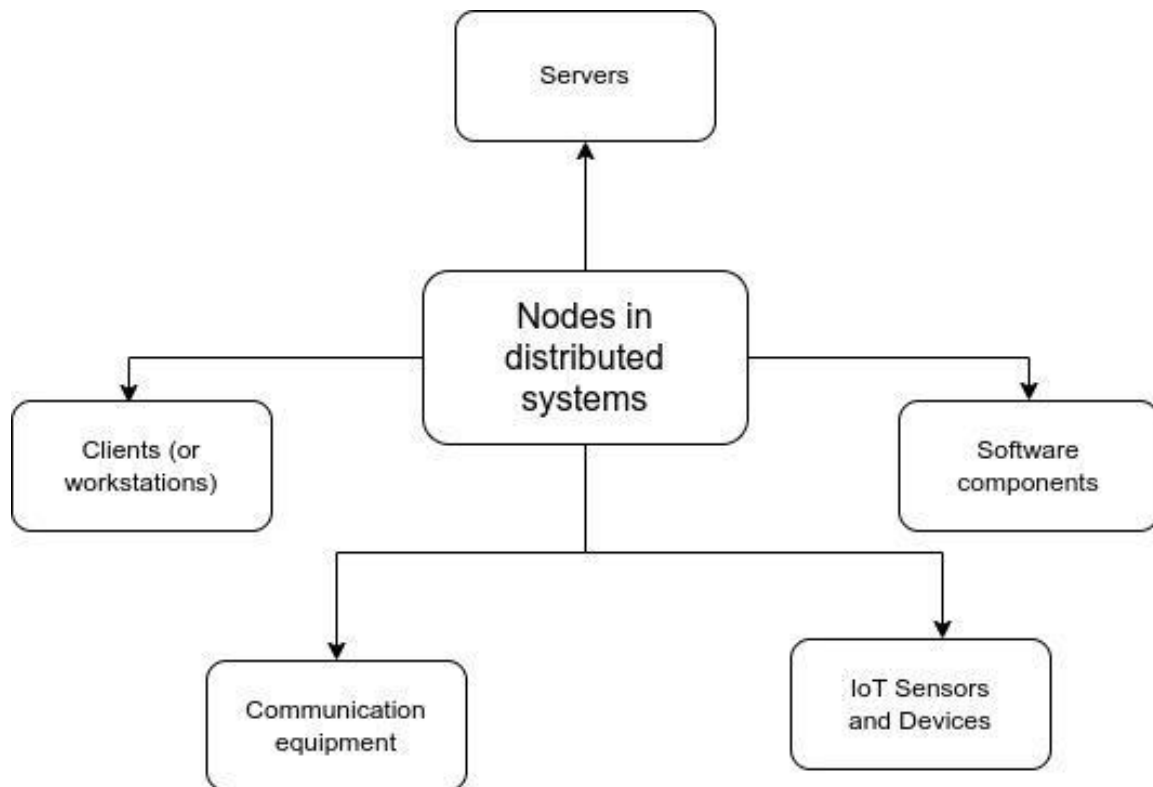 Servers
Nodes in
distributed
systems
Clients (or
workstations)
Software
components
Communication
equipment
IoT Sensors
and Devices